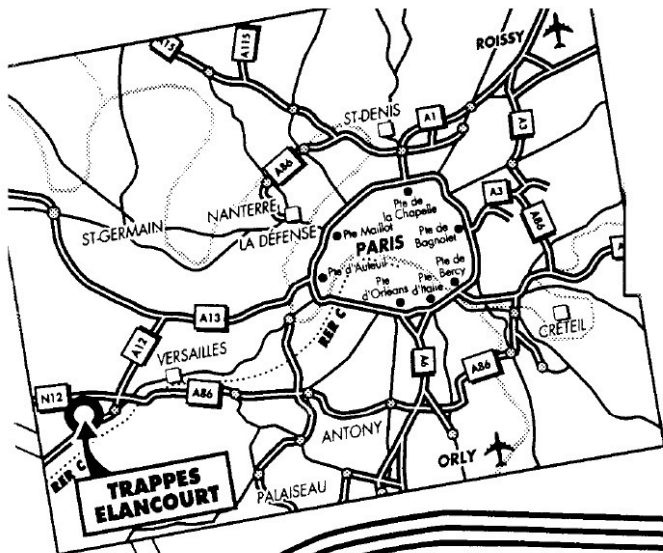 A15
A115
ROISSY
ST-DENIS
A1
A3
A86
NANTERRE
LA DÉFENSE
ST-GERMAIN
Pte de
la Chapelle
A3
Pte Maillot
PARIS
Pte de
Bagnolet
A86
Pte d'Auteuil
Pte de
Bercy
Pte
d'Orléans
Pte
d'Italie
A13
RER C
CRÉTEIL
A12
VERSAILLES
A6
A86
N12
A86
ANTONY
ORLY
RER C
TRAPPES
ELANCOURT
PALAISEAU